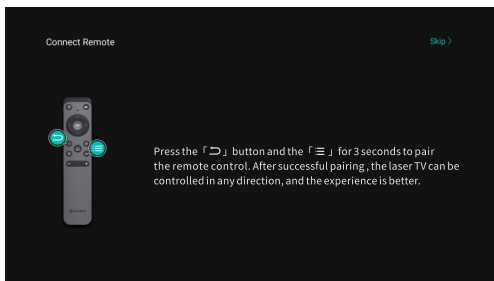 Connect Remote
Skip 〉
Press the「⮌」button and the「☰」for 3 seconds to pair
the remote control. After successful pairing , the laser TV can be
controlled in any direction, and the experience is better.